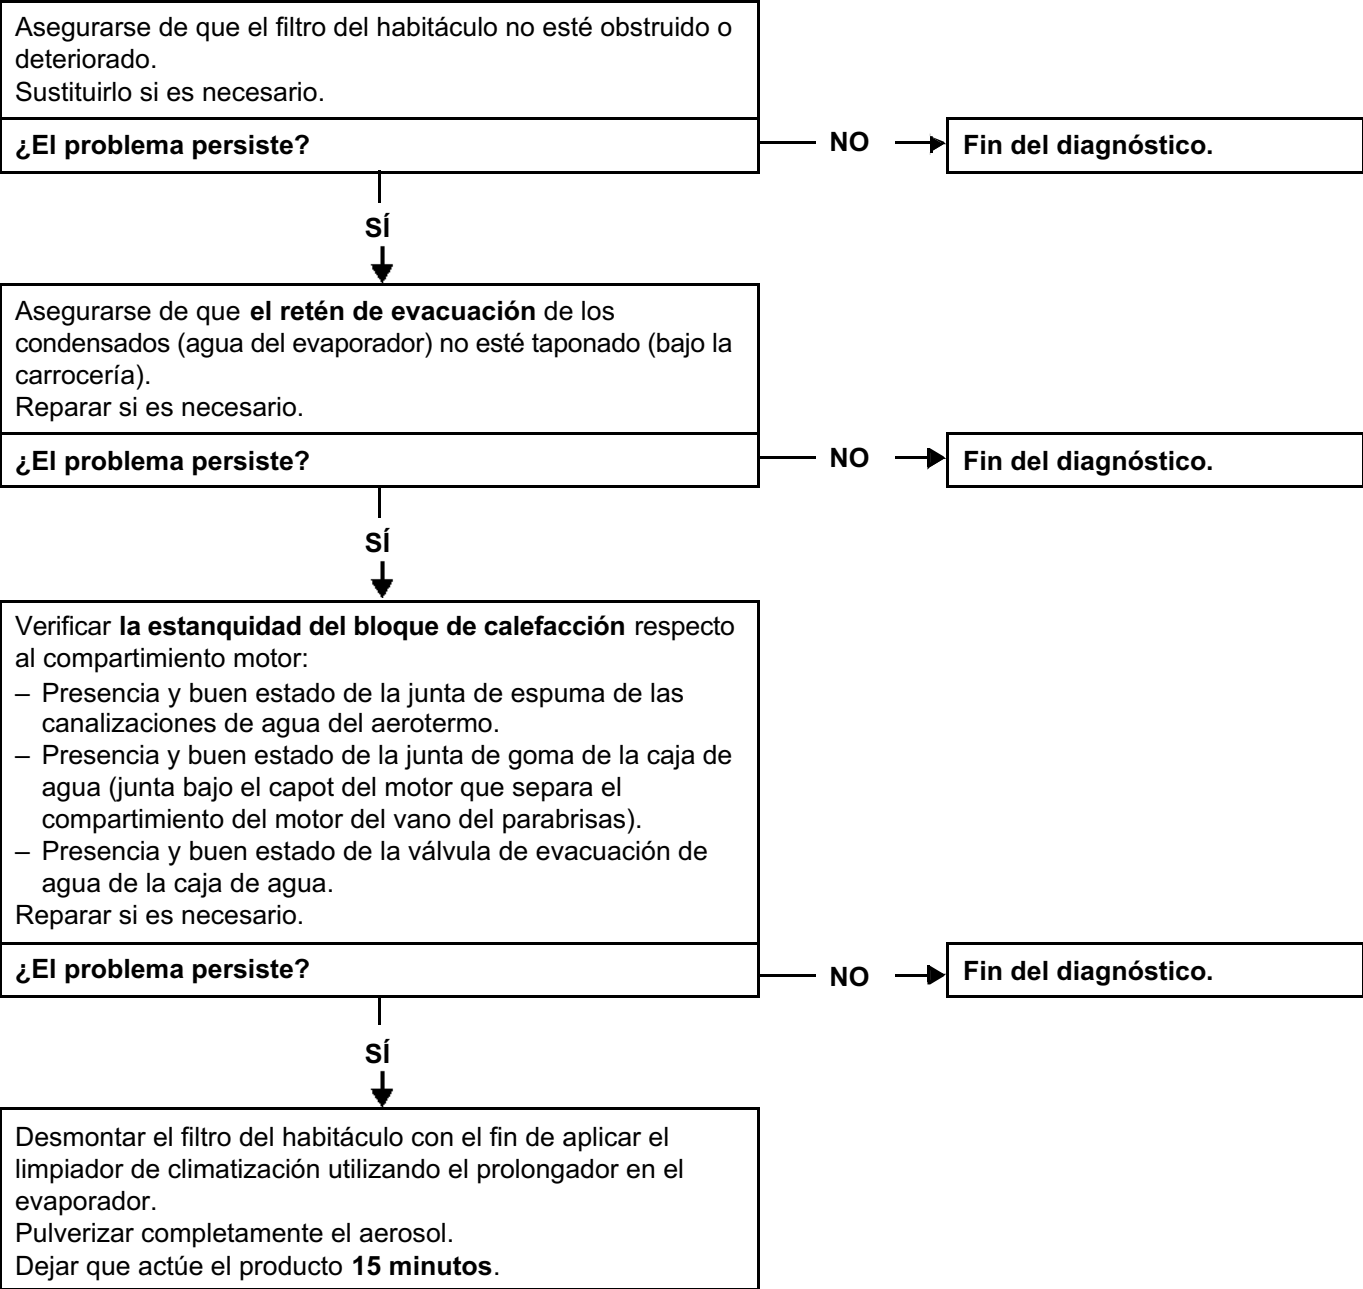 Asegurarse de que el filtro del habitáculo no esté obstruido o
deteriorado.
Sustituirlo si es necesario.
¿El problema persiste?
NO
Fin del diagnóstico.
SÍ
Asegurarse de que el retén de evacuación de los
condensados (agua del evaporador) no esté taponado (bajo la
carrocería).
Reparar si es necesario.
¿El problema persiste?
NO
Fin del diagnóstico.
SÍ
Verificar la estanquidad del bloque de calefacción respecto
al compartimiento motor:
– Presencia y buen estado de la junta de espuma de las
canalizaciones de agua del aerotermo.
– Presencia y buen estado de la junta de goma de la caja de
agua (junta bajo el capot del motor que separa el
compartimiento del motor del vano del parabrisas).
– Presencia y buen estado de la válvula de evacuación de
agua de la caja de agua.
Reparar si es necesario.
¿El problema persiste?
NO
Fin del diagnóstico.
SÍ
Desmontar el filtro del habitáculo con el fin de aplicar el
limpiador de climatización utilizando el prolongador en el
evaporador.
Pulverizar completamente el aerosol.
Dejar que actúe el producto 15 minutos.